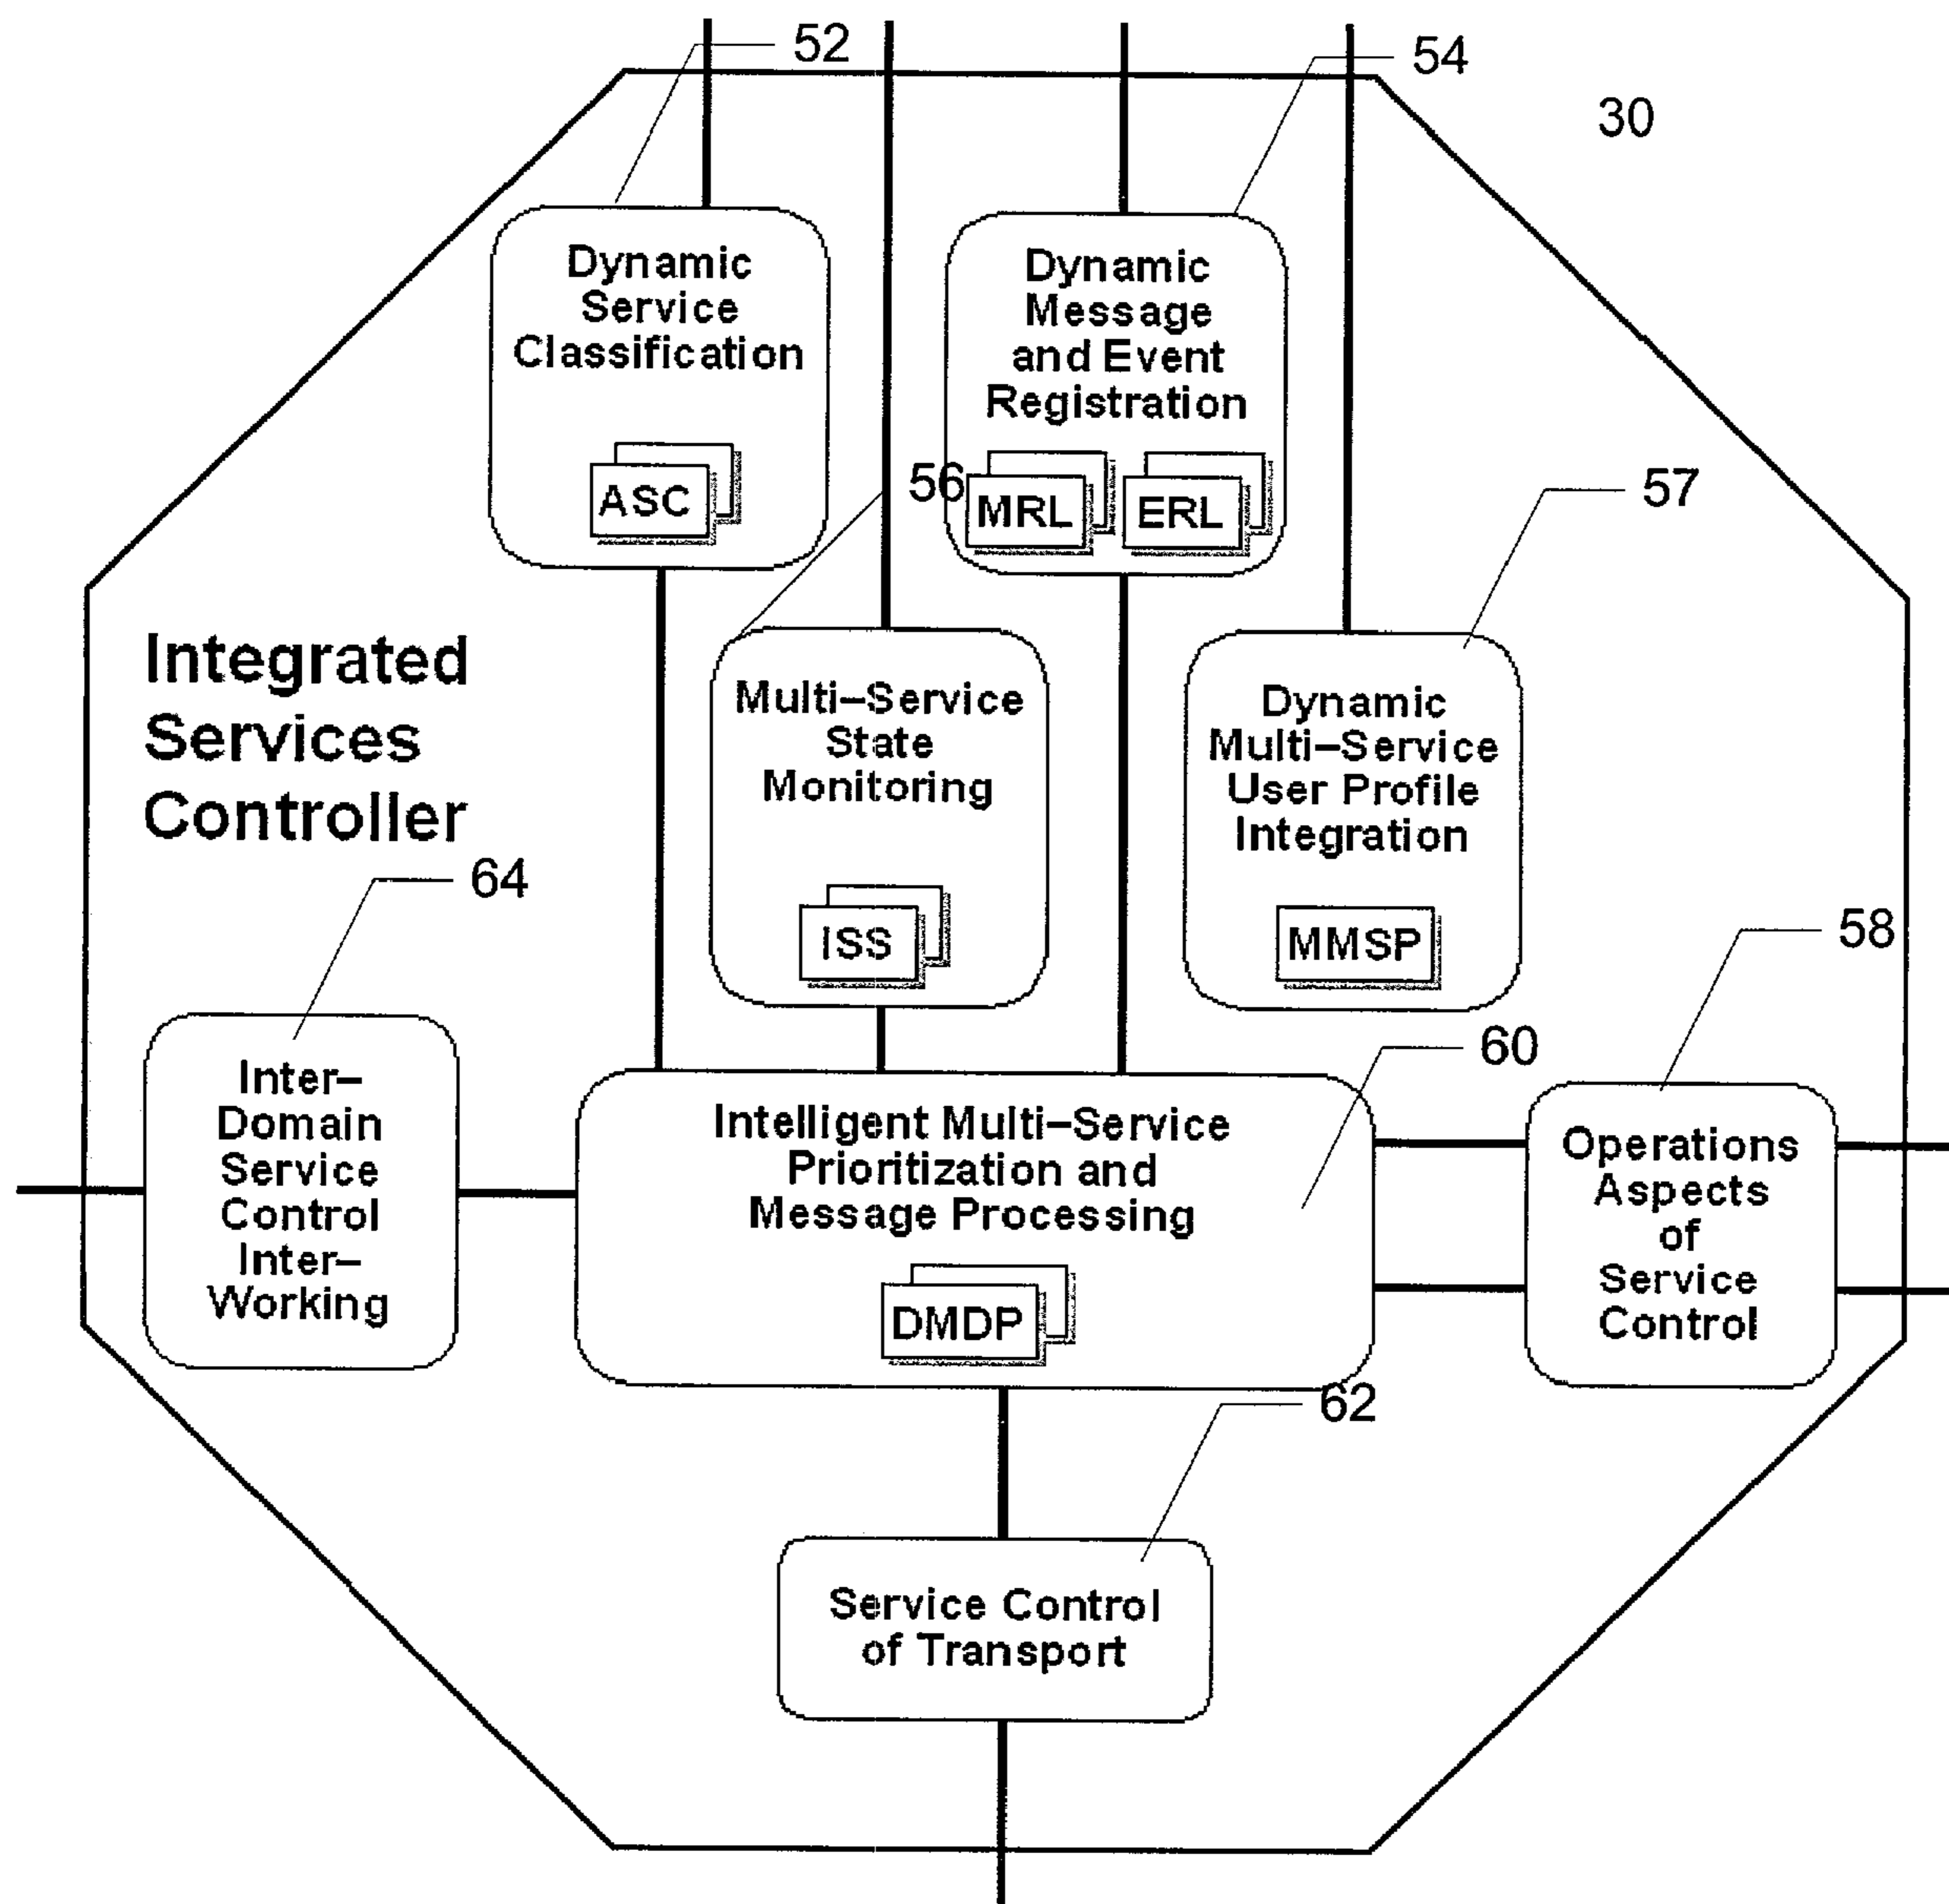 52
54
30
Dynamic
Service
Classification
ASC
Dynamic
Message
and Event
Registration
MRL
ERL
56
57
Integrated
Services
Controller
Multi–Service
State
Monitoring
ISS
Dynamic
Multi–Service
User Profile
Integration
MMSP
64
58
60
Inter–
Domain
Service
Control
Inter–
Working
Intelligent Multi–Service
Prioritization and
Message Processing
DMDP
Operations
Aspects
of
Service
Control
62
Service Control
of Transport